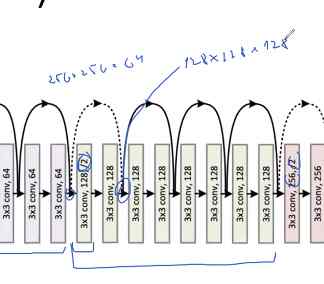 256×256×64
128×128×128
3x3 conv, 64
3x3 conv, 64
3x3 conv, 64
3x3 conv, 128, /2
3x3 conv, 128
3x3 conv, 128
3x3 conv, 128
3x3 conv, 128
3x3 conv, 128
3x3 conv, 128
3x3 conv, 128
3x3 conv, 256, /2
3x3 conv, 256